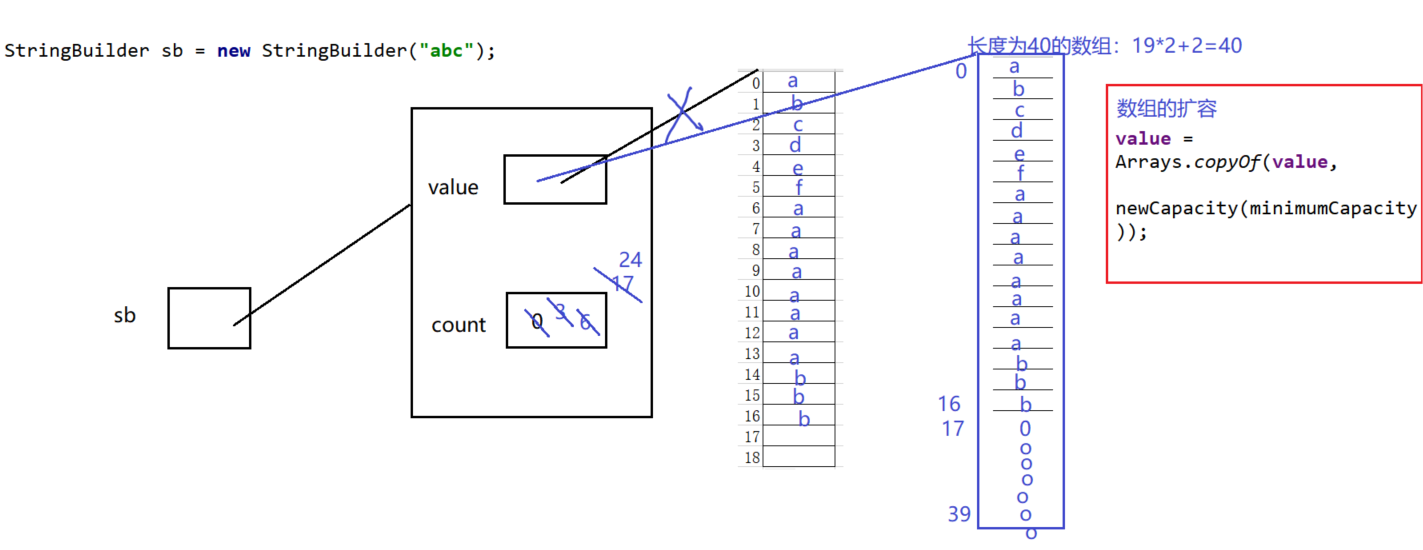 StringBuilder sb = new StringBuilder("abc");
长度为40的数组：19*2+2=40
sb
value
count
0 3 6
17
24
0 a
1 b
2 c
3 d
4 e
5 f
6 a
7 a
8 a
9 a
10 a
11 a
12 a
13 a
14 b
15 b
16 b
17
18
0 a
b
c
d
e
f
a
a
a
a
a
a
a
a
b
b
16 b
17 0
o
o
o
o
39 o
o
数组的扩容
value =
Arrays.copyOf(value,
newCapacity(minimumCapacity
));